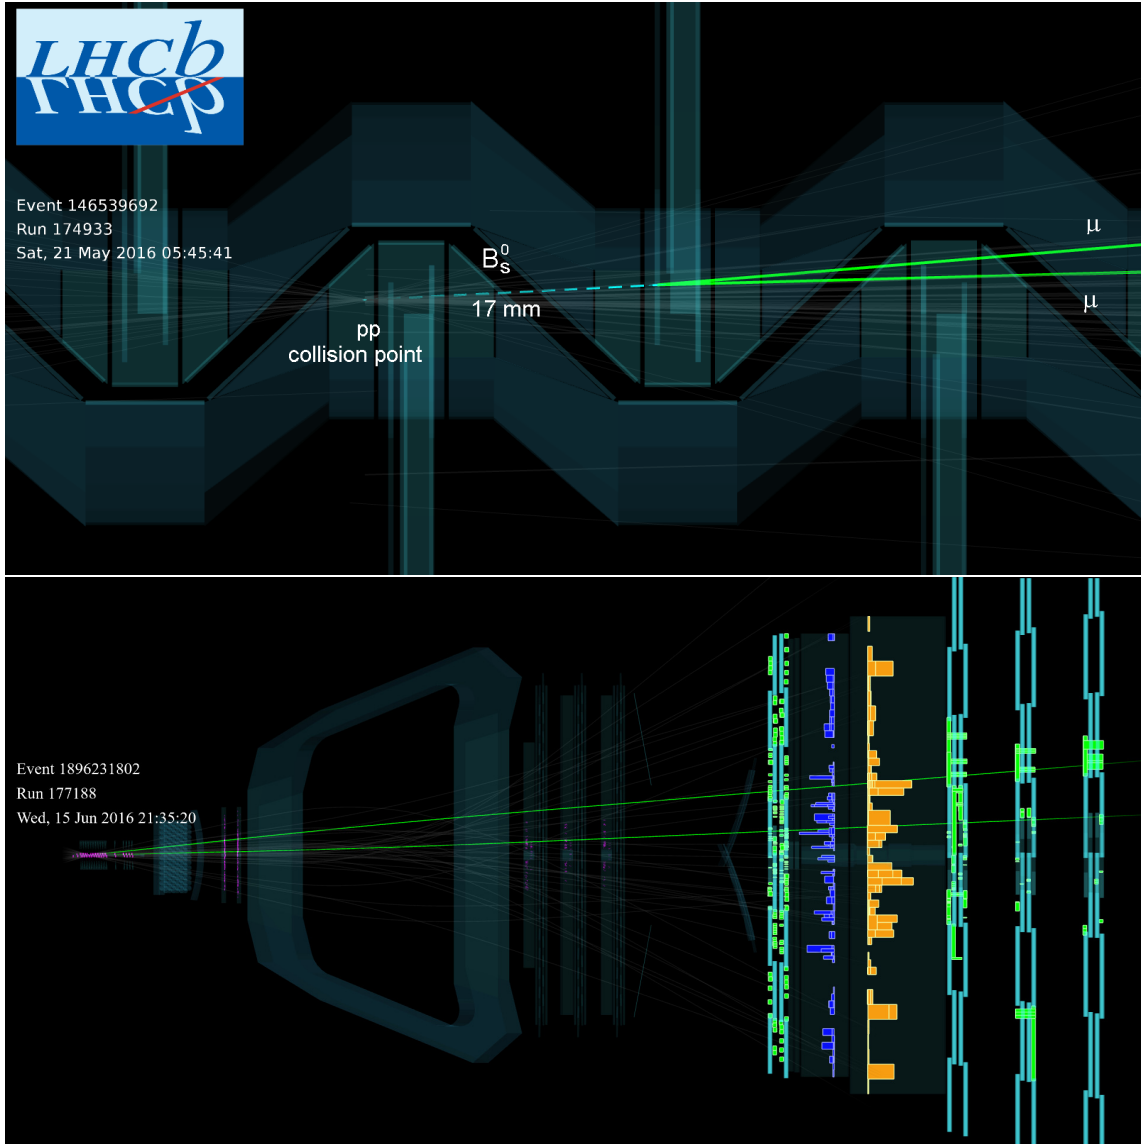 LHCb
LHCb
Event 146539692
Run 174933
Sat, 21 May 2016 05:45:41
B⁰ₛ
17 mm
pp
collision point
μ
μ
Event 1896231802
Run 177188
Wed, 15 Jun 2016 21:35:20